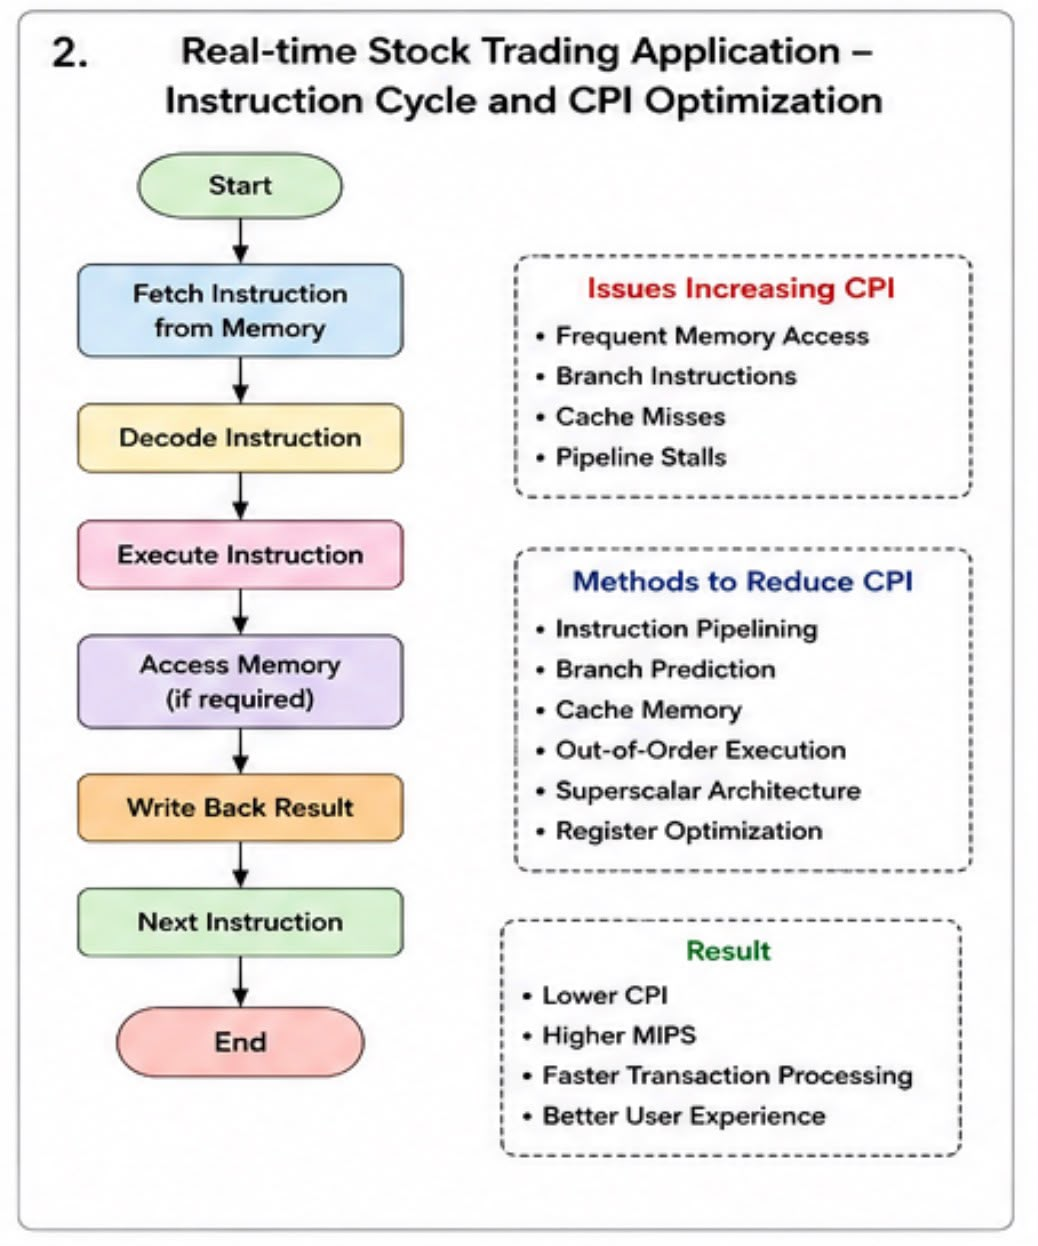 2. Real-time Stock Trading Application –
Instruction Cycle and CPI Optimization
Start
Fetch Instruction
from Memory
Decode Instruction
Execute Instruction
Access Memory
(if required)
Write Back Result
Next Instruction
End
Issues Increasing CPI
• Frequent Memory Access
• Branch Instructions
• Cache Misses
• Pipeline Stalls
Methods to Reduce CPI
• Instruction Pipelining
• Branch Prediction
• Cache Memory
• Out-of-Order Execution
• Superscalar Architecture
• Register Optimization
Result
• Lower CPI
• Higher MIPS
• Faster Transaction Processing
• Better User Experience